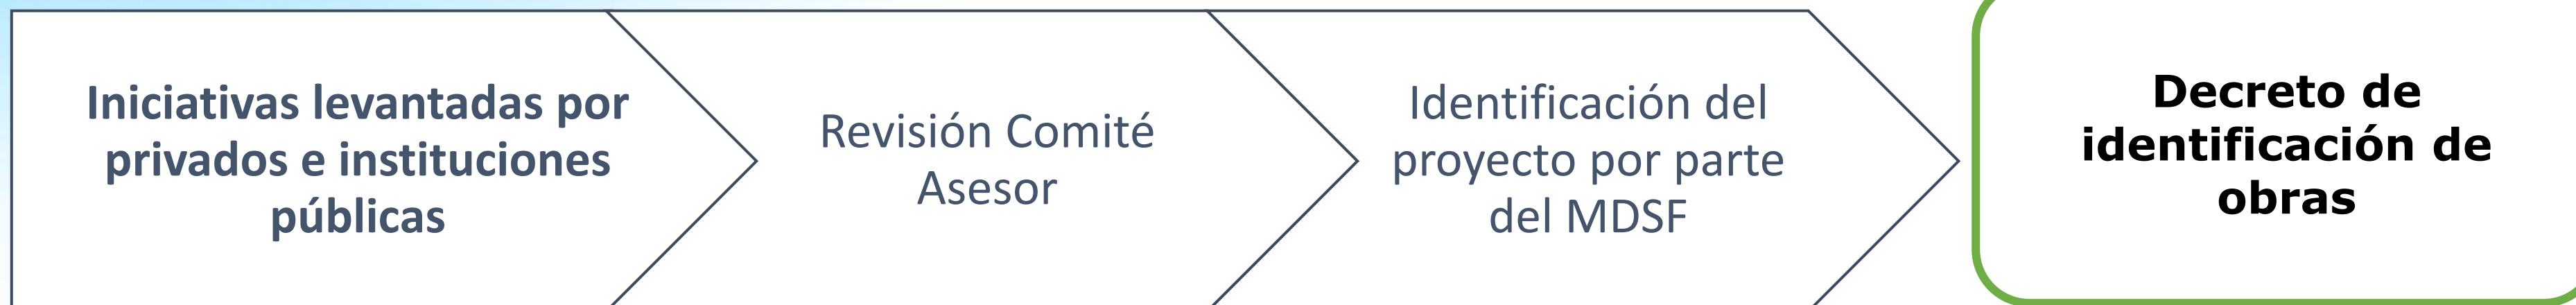 Iniciativas levantadas por
privados e instituciones
públicas
Revisión Comité
Asesor
Identificación del
proyecto por parte
del MDSF
Decreto de
identificación de
obras